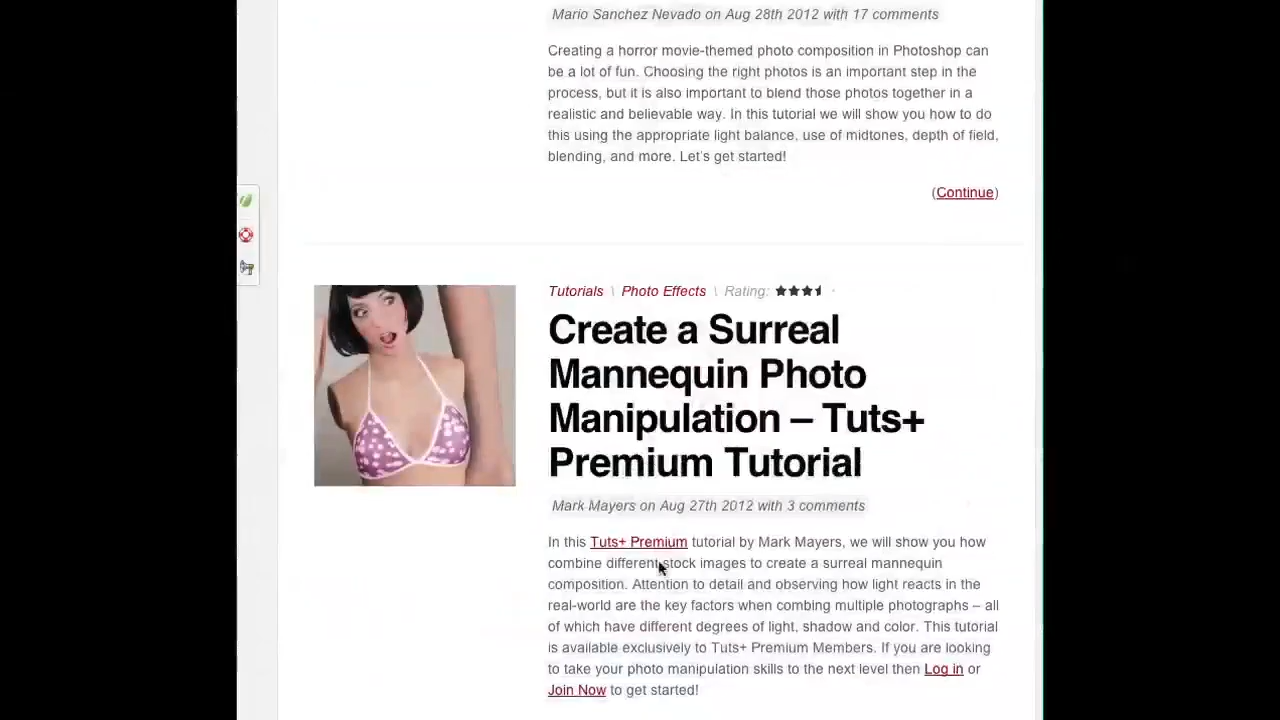 Mario Sanchez Nevado on Aug 28th 2012 with 17 comments
Creating a horror movie-themed photo composition in Photoshop can
be a lot of fun. Choosing the right photos is an important step in the
process, but it is also important to blend those photos together in a
realistic and believable way. In this tutorial we will show you how to do
this using the appropriate light balance, use of midtones, depth of field,
blending, and more. Let's get started!
(Continue)
Tutorials \ Photo Effects \ Rating:
Create a Surreal
Mannequin Photo
Manipulation – Tuts+
Premium Tutorial
Mark Mayers on Aug 27th 2012 with 3 comments
In this Tuts+ Premium tutorial by Mark Mayers, we will show you how
combine different stock images to create a surreal mannequin
composition. Attention to detail and observing how light reacts in the
real-world are the key factors when combing multiple photographs – all
of which have different degrees of light, shadow and color. This tutorial
is available exclusively to Tuts+ Premium Members. If you are looking
to take your photo manipulation skills to the next level then Log in or
Join Now to get started!